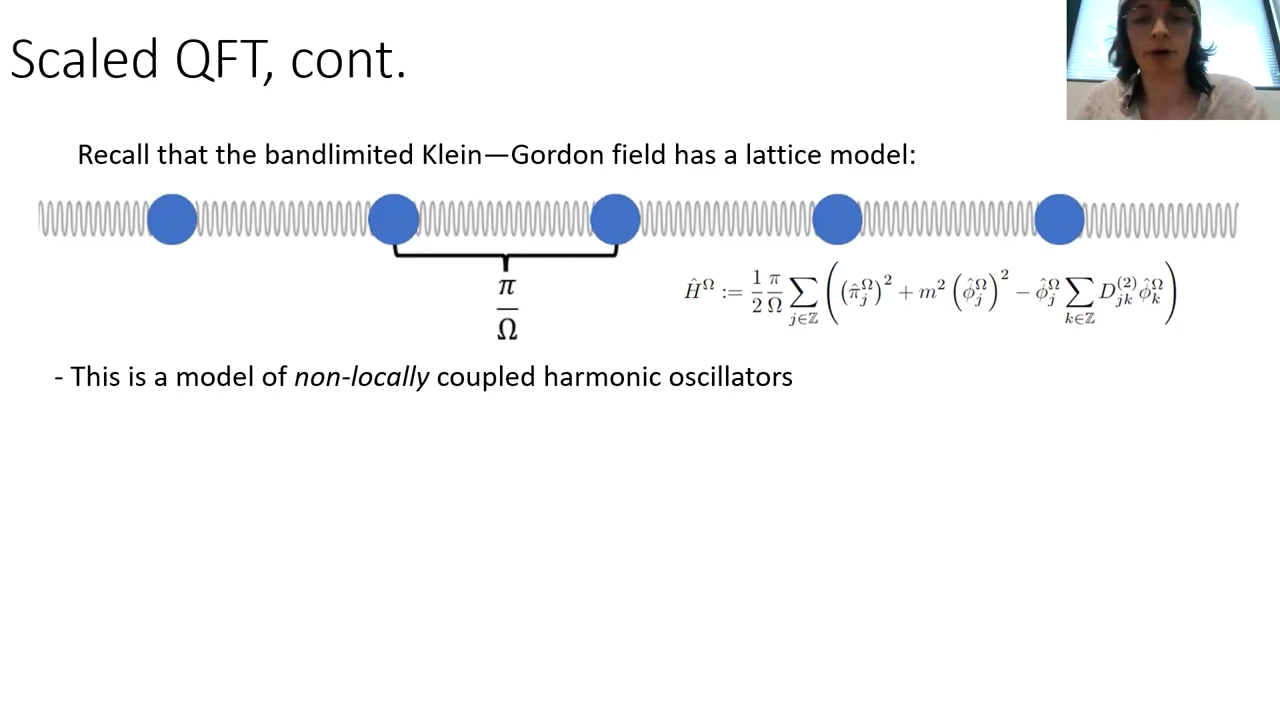 Scaled QFT, cont.
Recall that the bandlimited Klein—Gordon field has a lattice model:
π
Ω
Ĥ^Ω := 1/2 π/Ω ∑_{j∈ℤ} ( (π̂_j^Ω)^2 + m^2 (φ̂_j^Ω)^2 − φ̂_j^Ω ∑_{k∈ℤ} D_{jk}^{(2)} φ̂_k^Ω )
- This is a model of non-locally coupled harmonic oscillators